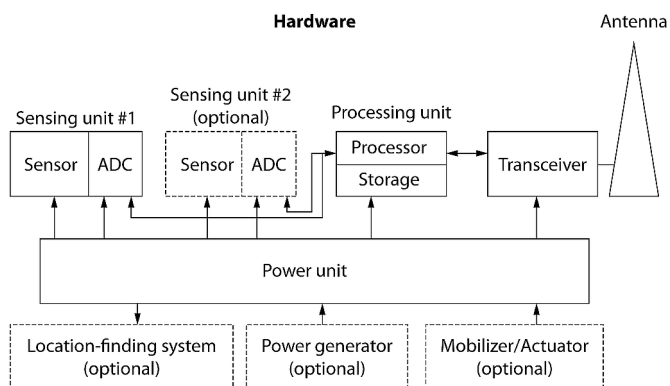 Hardware
Antenna
Sensing unit #1
Sensing unit #2
(optional)
Processing unit
Sensor
ADC
Sensor
ADC
Processor
Storage
Transceiver
Power unit
Location-finding system
(optional)
Power generator
(optional)
Mobilizer/Actuator
(optional)